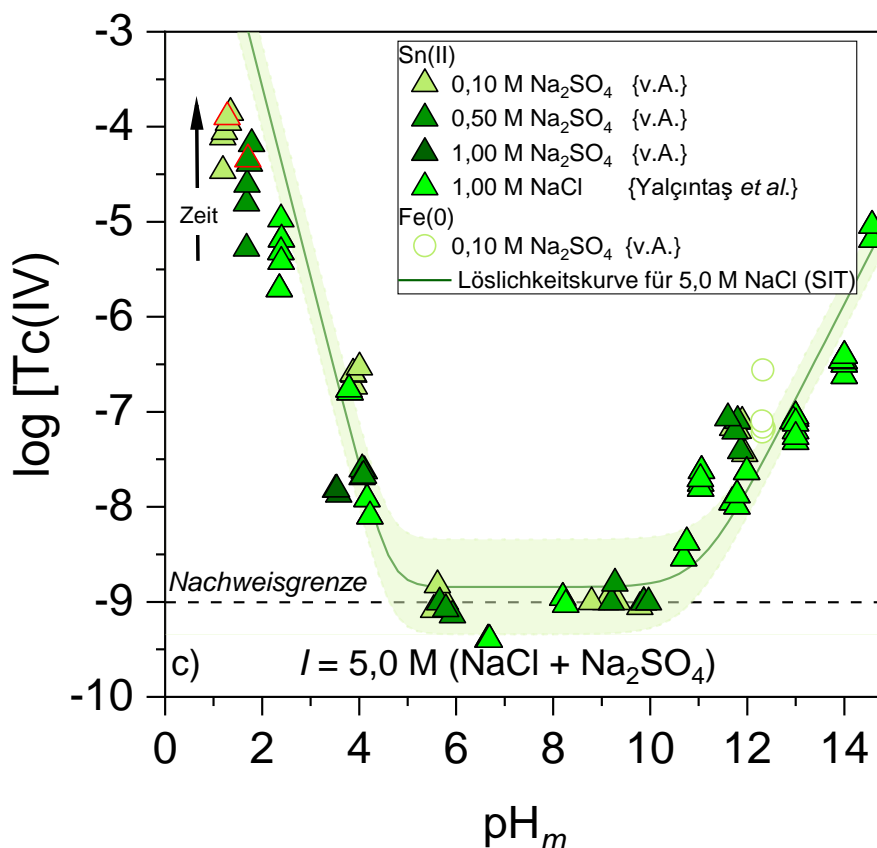 -3
-4
-5
-6
-7
-8
-9
-10
log [Tc(IV)]
Sn(II)
0,10 M Na₂SO₄ {v.A.}
0,50 M Na₂SO₄ {v.A.}
1,00 M Na₂SO₄ {v.A.}
1,00 M NaCl {Yalçıntaş et al.}
Fe(0)
0,10 M Na₂SO₄ {v.A.}
Löslichkeitskurve für 5,0 M NaCl (SIT)
Zeit
Nachweisgrenze
c) I = 5,0 M (NaCl + Na₂SO₄)
0 2 4 6 8 10 12 14
pHₘ